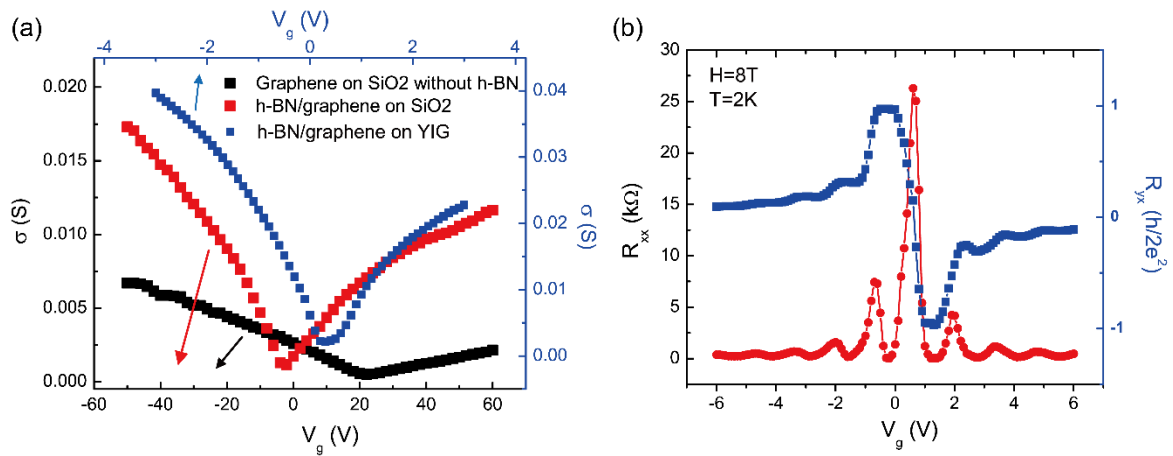 (a)
V_g (V)
-4 -2 0 2 4
0.020
0.015
0.010
0.005
0.000
σ (S)
Graphene on SiO2 without h-BN
h-BN/graphene on SiO2
h-BN/graphene on YIG
0.04
0.03
0.02
0.01
0.00
σ (S)
-60 -40 -20 0 20 40 60
V_g (V)
(b)
30
25
20
15
10
5
0
R_xx (kΩ)
H=8T
T=2K
1
0
-1
R_yx (h/2e²)
-6 -4 -2 0 2 4 6
V_g (V)